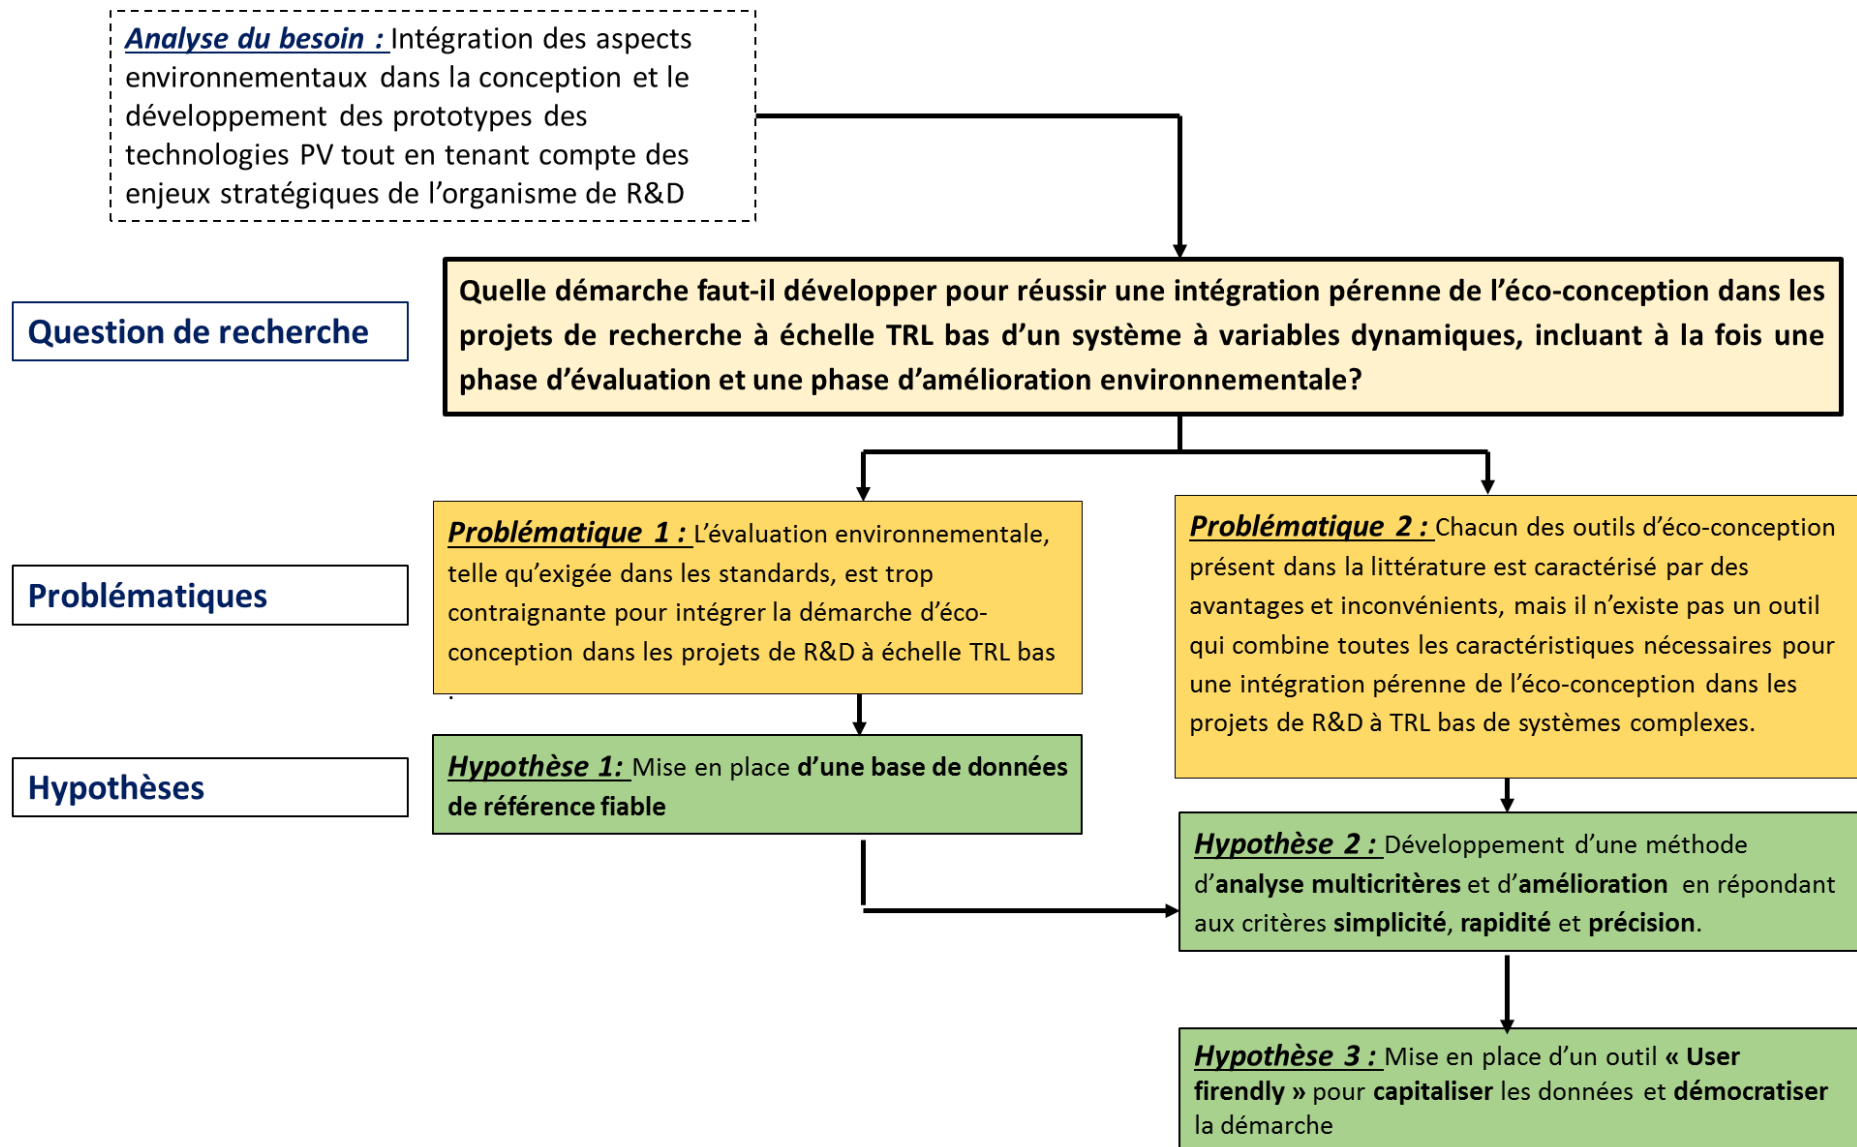 Analyse du besoin : Intégration des aspects
environnementaux dans la conception et le
développement des prototypes des
technologies PV tout en tenant compte des
enjeux stratégiques de l’organisme de R&D
Question de recherche
Quelle démarche faut-il développer pour réussir une intégration pérenne de l’éco-conception dans les
projets de recherche à échelle TRL bas d’un système à variables dynamiques, incluant à la fois une
phase d’évaluation et une phase d’amélioration environnementale?
Problématiques
Problématique 1 : L’évaluation environnementale,
telle qu’exigée dans les standards, est trop
contraignante pour intégrer la démarche d’éco-
conception dans les projets de R&D à échelle TRL bas
.
Problématique 2 : Chacun des outils d’éco-conception
présent dans la littérature est caractérisé par des
avantages et inconvénients, mais il n’existe pas un outil
qui combine toutes les caractéristiques nécessaires pour
une intégration pérenne de l’éco-conception dans les
projets de R&D à TRL bas de systèmes complexes.
Hypothèses
Hypothèse 1: Mise en place d’une base de données
de référence fiable
Hypothèse 2 : Développement d’une méthode
d’analyse multicritères et d’amélioration en répondant
aux critères simplicité, rapidité et précision.
Hypothèse 3 : Mise en place d’un outil « User
firendly » pour capitaliser les données et démocratiser
la démarche